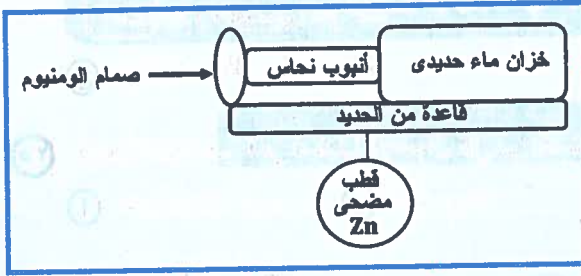 خزان ماء حديدى
أنبوب نحاس
صمام الومنيوم
قاعدة من الحديد
قطب
مضحى
Zn